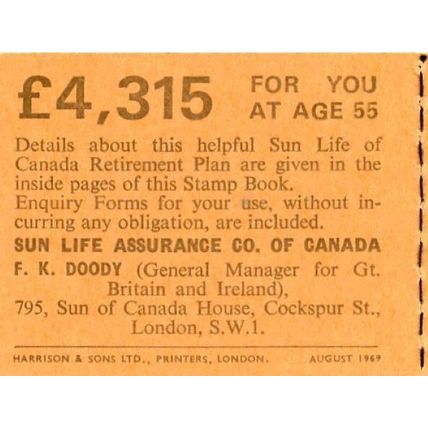 £4,315 FOR YOU
AT AGE 55
Details about this helpful Sun Life of
Canada Retirement Plan are given in the
inside pages of this Stamp Book.
Enquiry Forms for your use, without in-
curring any obligation, are included.
SUN LIFE ASSURANCE CO. OF CANADA
F. K. DOODY (General Manager for Gt.
Britain and Ireland),
795, Sun of Canada House, Cockspur St.,
London, S.W.1.
HARRISON & SONS LTD., PRINTERS, LONDON. AUGUST 1969